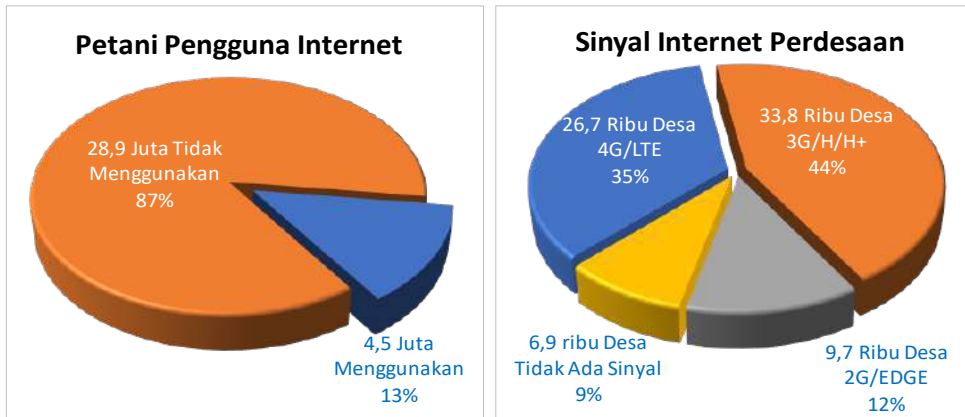 Petani Pengguna Internet
28,9 Juta Tidak
Menggunakan
87%
4,5 Juta
Menggunakan
13%
Sinyal Internet Perdesaan
26,7 Ribu Desa
4G/LTE
35%
33,8 Ribu Desa
3G/H/H+
44%
6,9 ribu Desa
Tidak Ada Sinyal
9%
9,7 Ribu Desa
2G/EDGE
12%